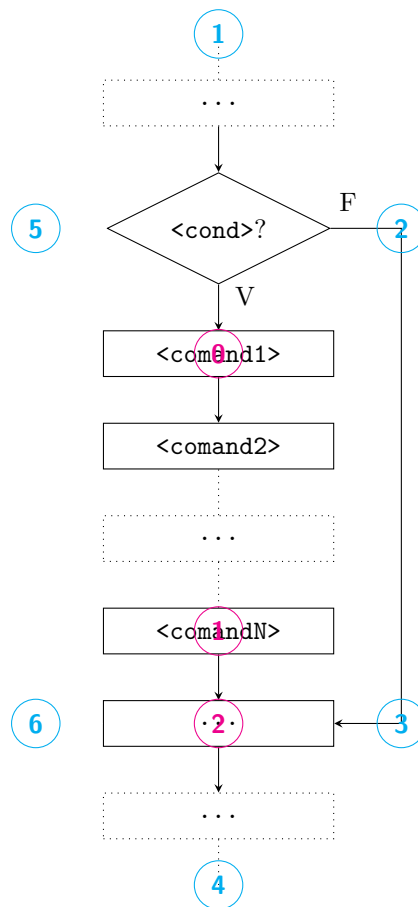 1
...
F
5
<cond>?
2
V
<comand1>
0
<comand2>
...
<comandN>
1
6
...
2
3
...
4